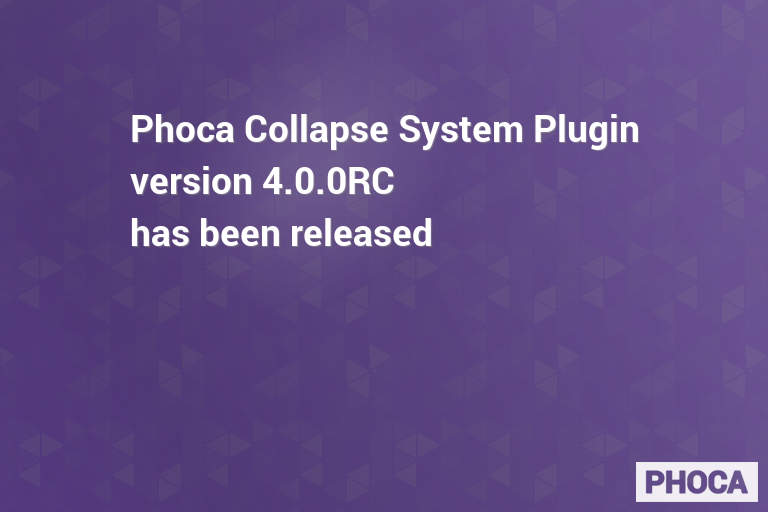 Phoca Collapse System Plugin
version 4.0.0RC
has been released
PHOCA